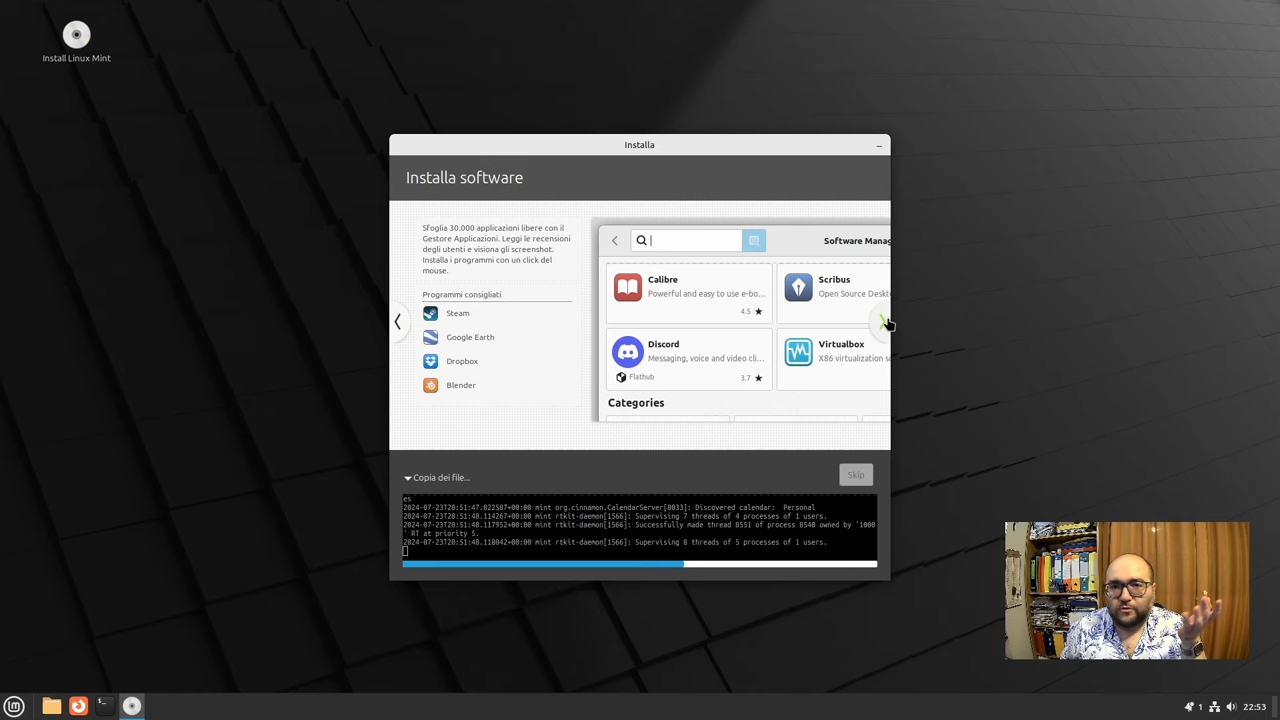 Install Linux Mint
Installa
Installa software
Sfoglia 30.000 applicazioni libere con il
Gestore Applicazioni. Leggi le recensioni
degli utenti e visiona gli screenshot.
Installa i programmi con un click del
mouse.
Programmi consigliati
Steam
Google Earth
Dropbox
Blender
Software Manag
Calibre
Powerful and easy to use e-bo...
4.5 ★
Scribus
Open Source Deskt
Discord
Messaging, voice and video cli...
Flathub
3.7 ★
Virtualbox
X86 virtualization s
Categories
Copia dei file...
Skip
es
2024-07-23T20:51:47.022587+00:00 mint org.cinnamon.CalendarServer[8033]: Discovered calendar:  Personal
2024-07-23T20:51:48.114267+00:00 mint rtkit-daemon[1566]: Supervising 7 threads of 4 processes of 1 users.
2024-07-23T20:51:48.117952+00:00 mint rtkit-daemon[1566]: Successfully made thread 8551 of process 8540 owned by '1000
' RT at priority 5.
2024-07-23T20:51:48.118042+00:00 mint rtkit-daemon[1566]: Supervising 8 threads of 5 processes of 1 users.
1
22:53